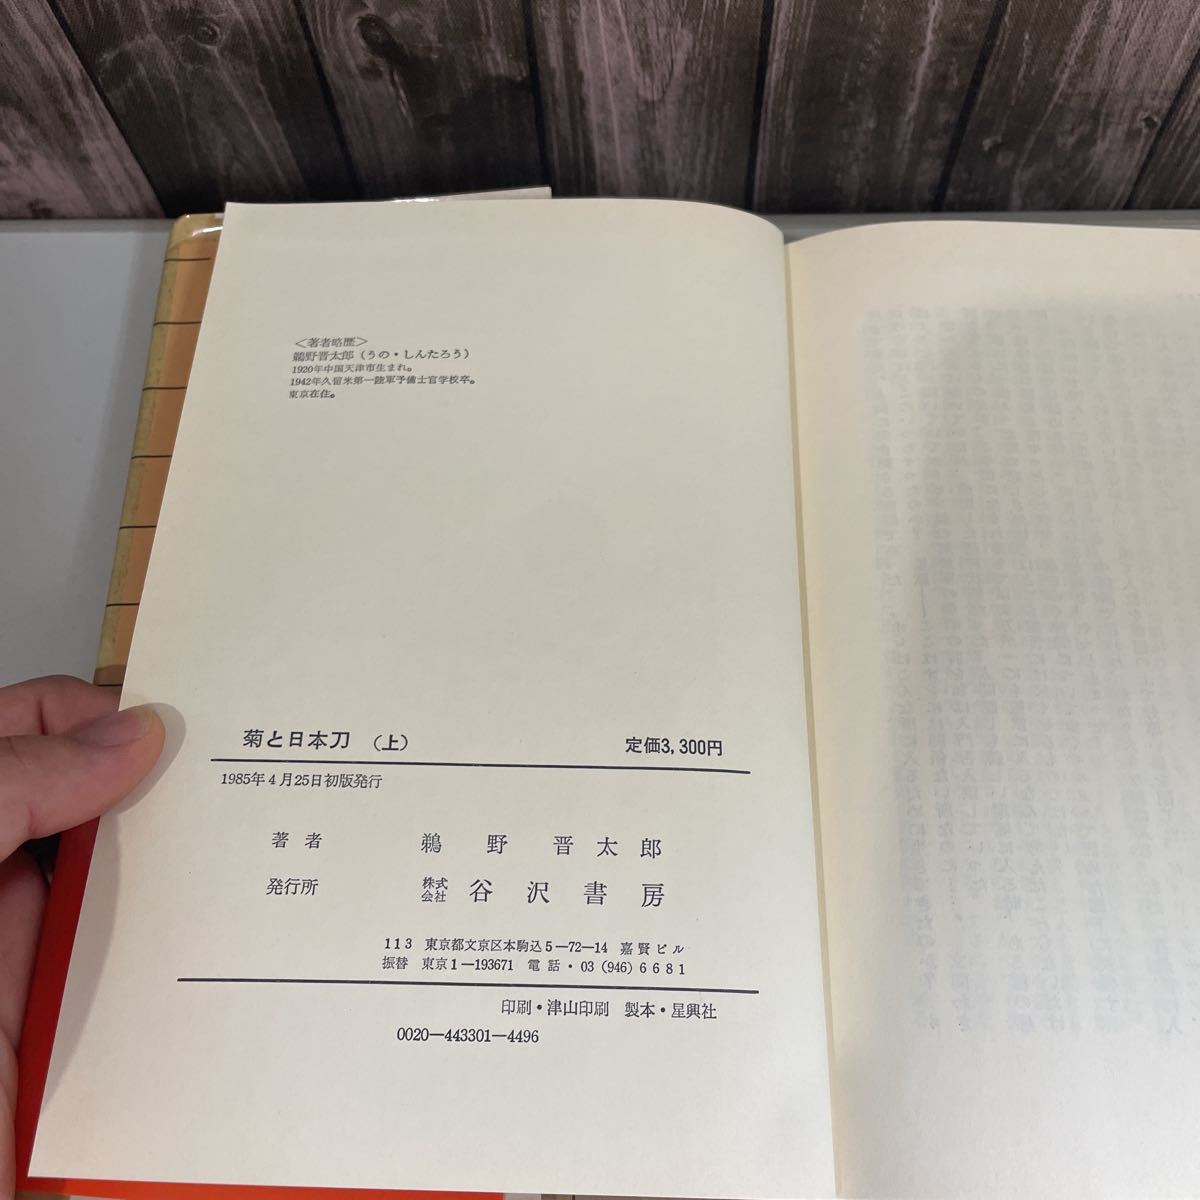 ＜著者略歴＞
鵜野晋太郎（うの・しんたろう）
1920年中国天津市生まれ。
1942年久留米第一陸軍予備士官学校卒。
東京在住。
菊と日本刀 （上） 定価3,300円
1985年4月25日初版発行
著者 鵜野晋太郎
発行所 株式会社 谷沢書房
113 東京都文京区本駒込5―72―14 嘉賢ビル
振替 東京1―193671 電話・03(946)6681
印刷・津山印刷 製本・星興社
0020―443301―4496